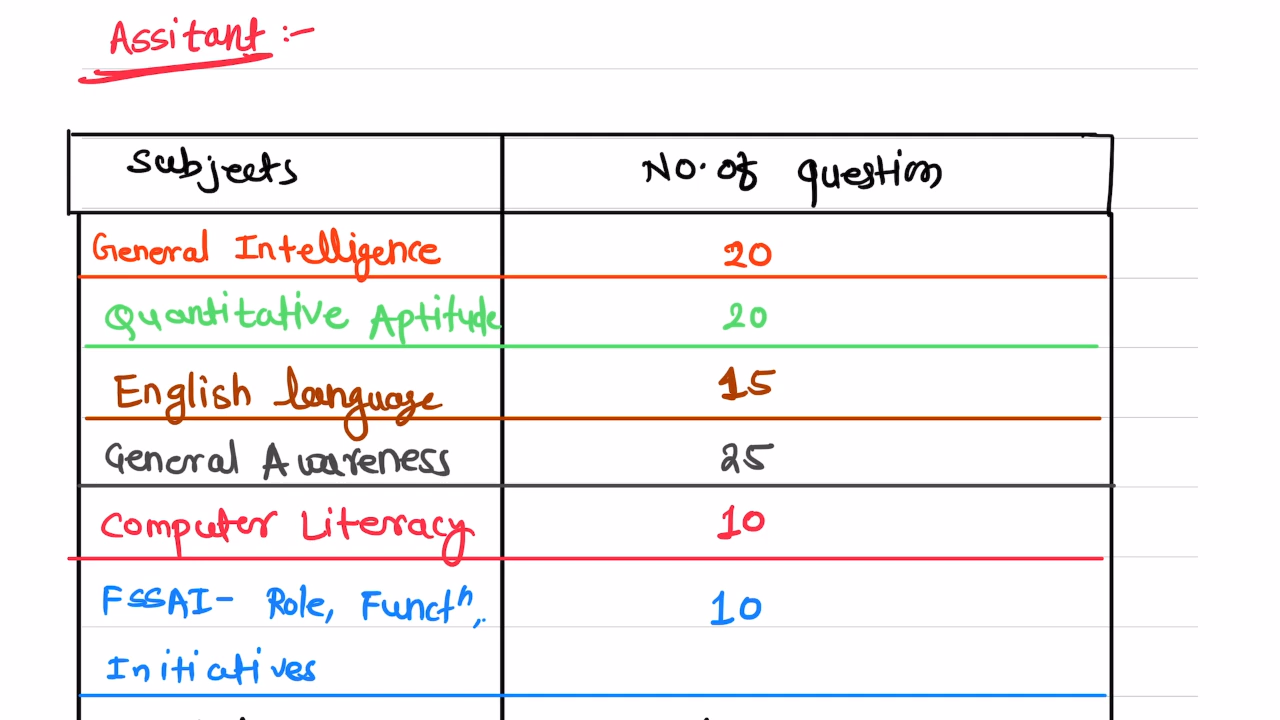 Assitant :-
Subjects No. of question
General Intelligence 20
Quantitative Aptitude 20
English language 15
General Awareness 25
Computer Literacy 10
FSSAI- Role, Functⁿ, 10
Initiatives